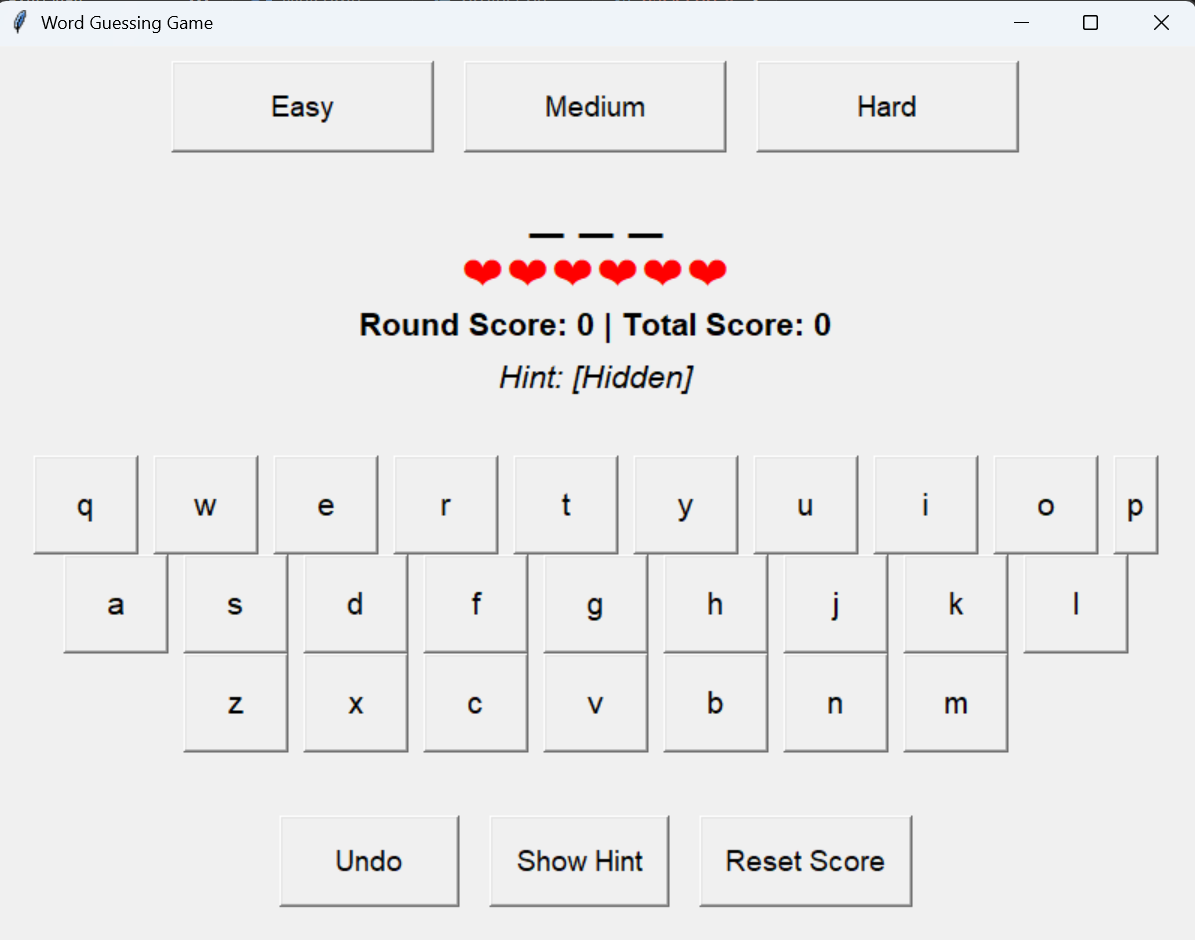 Word Guessing Game
Easy Medium Hard
_ _ _
❤❤❤❤❤❤
Round Score: 0 | Total Score: 0
Hint: [Hidden]
q w e r t y u i o p
a s d f g h j k l
z x c v b n m
Undo Show Hint Reset Score